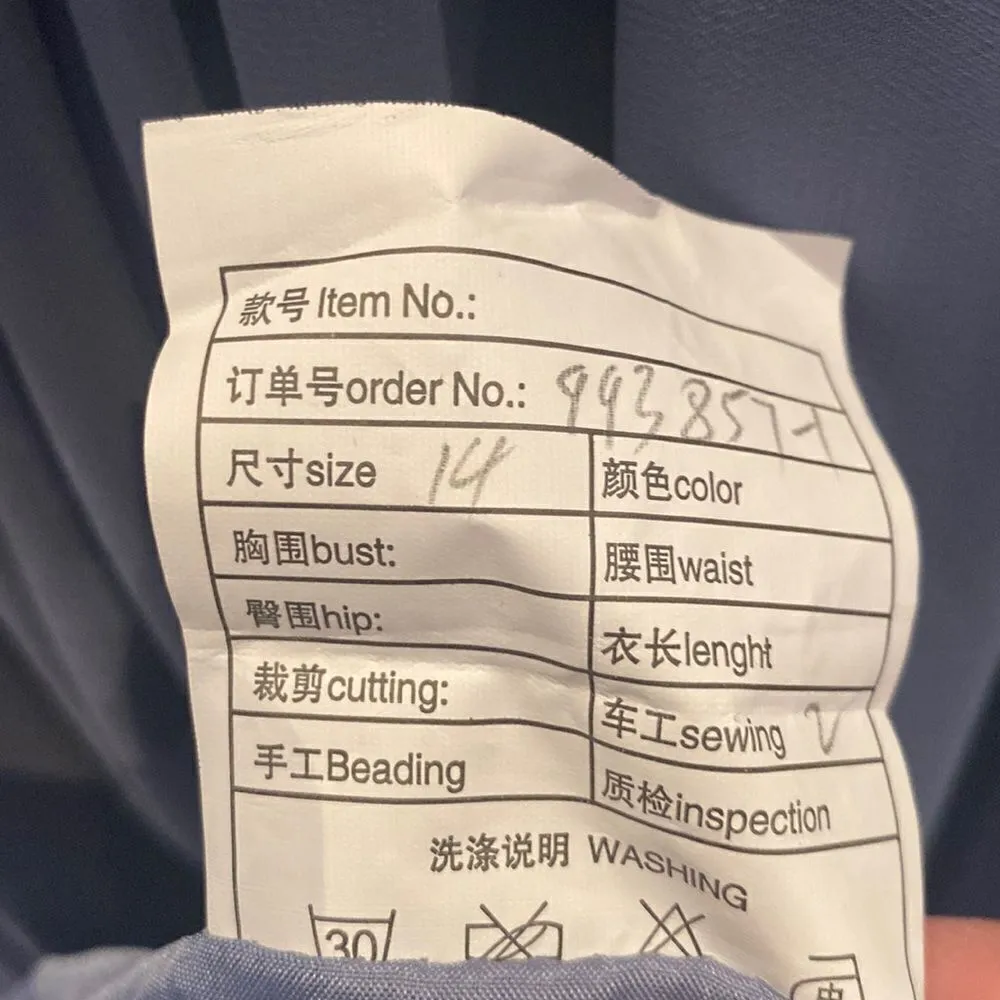 款号 Item No.:
订单号order No.: 993857-1
尺寸size 14 颜色color
胸围bust: 腰围waist
臀围hip: 衣长lenght
裁剪cutting: 车工sewing 2
手工Beading 质检inspection
洗涤说明 WASHING
30
中